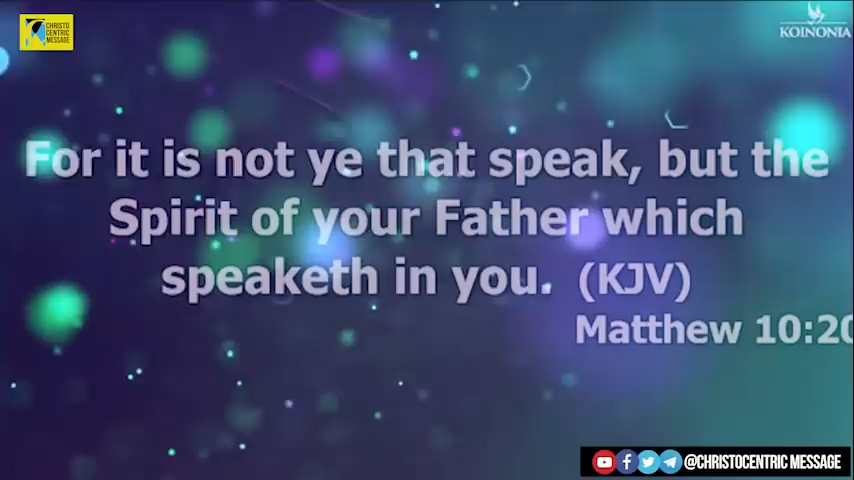 CHRISTO
CENTRIC
MESSAGE
KOINONIA
For it is not ye that speak, but the
Spirit of your Father which
speaketh in you. (KJV)
Matthew 10:20
@CHRISTOCENTRIC MESSAGE